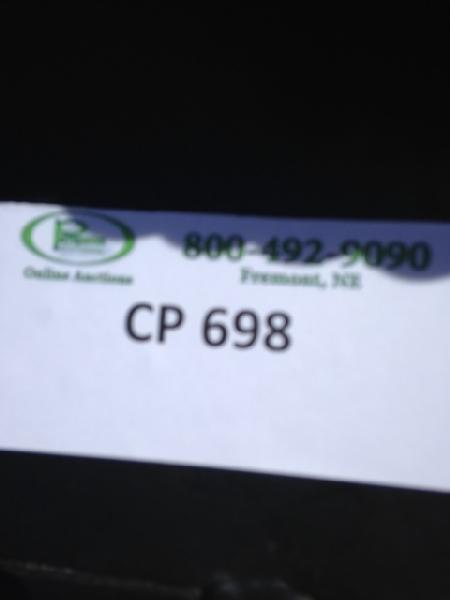 800-492-9090
Online Auctions
Fremont, NE
CP 698